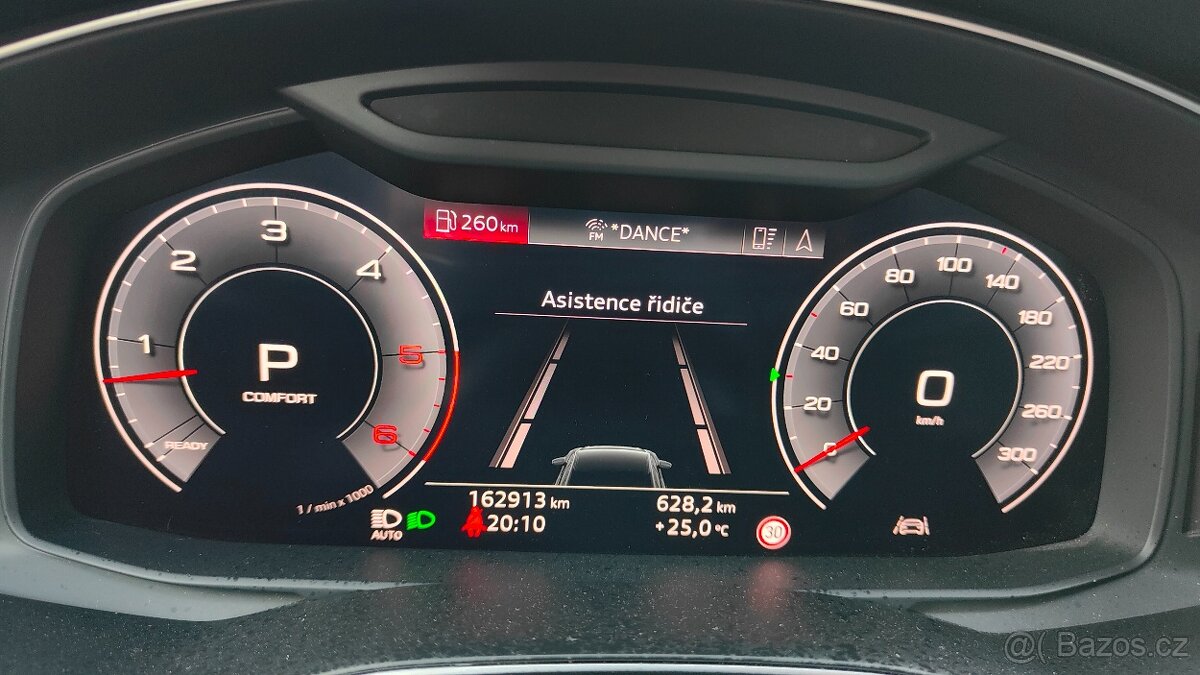 260 km
FM *DANCE*
Asistence řidiče
1 2 3 4 5 6
READY
P
COMFORT
1 / min x 1000
0 20 40 60 80 100 140 180 220 260 300
0
km/h
162913 km 628,2 km
20:10 +25,0 °C
AUTO
30
@( Bazos.cz